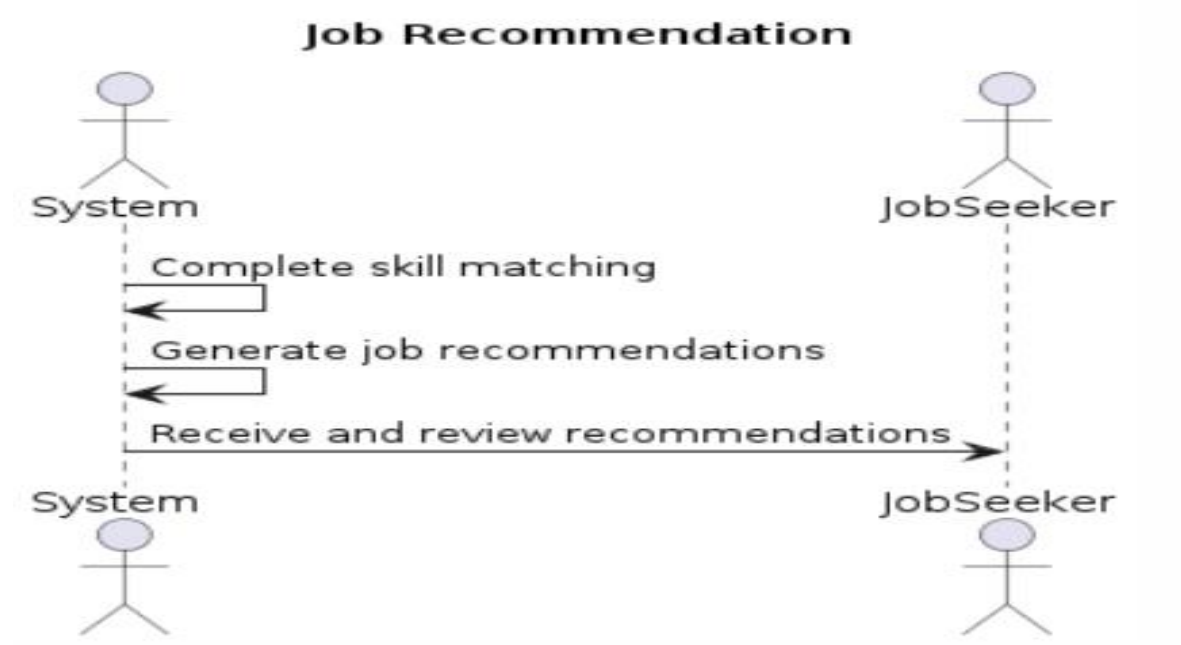 Job Recommendation
System
JobSeeker
Complete skill matching
Generate job recommendations
Receive and review recommendations
System
JobSeeker